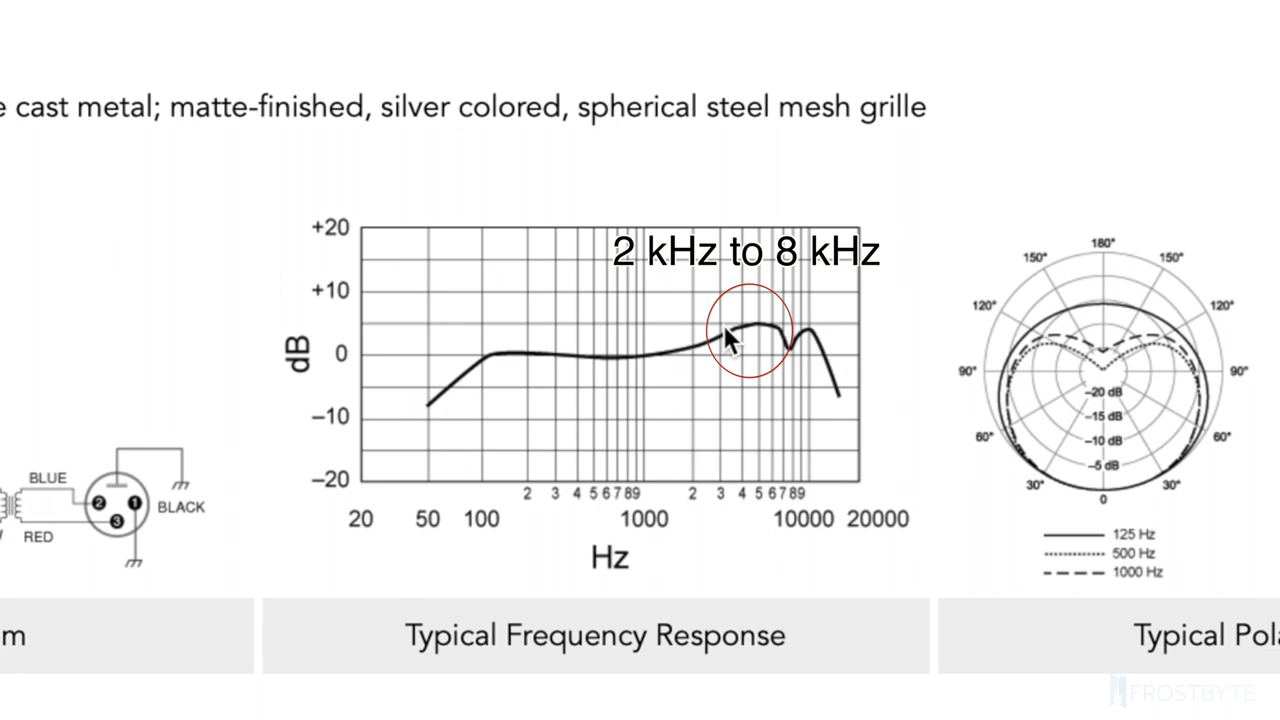 e cast metal; matte-finished, silver colored, spherical steel mesh grille
BLUE
2
1
3
BLACK
RED
m
2 kHz to 8 kHz
dB
+20
+10
0
–10
–20
2 3 4 5 6 7 8 9 2 3 4 5 6 7 8 9
20 50 100 1000 10000 20000
Hz
Typical Frequency Response
180°
150° 150°
120° 120°
90° 90°
–20 dB
–15 dB
60° 60°
–10 dB
–5 dB
30° 30°
0
125 Hz
500 Hz
1000 Hz
Typical Pola
FROSTBYTE